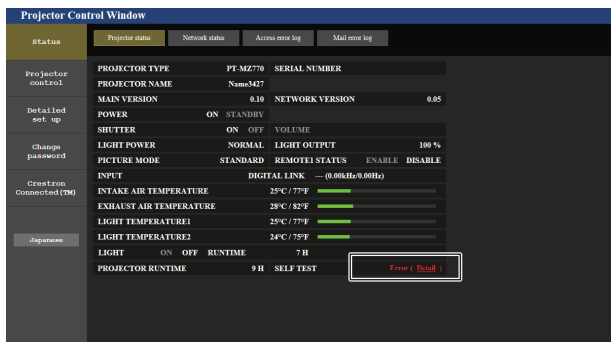 Projector Control Window
Status
Projector control
Detailed set up
Change password
Crestron Connected(TM)
Japanese
Projector status Network status Access error log Mail error log
PROJECTOR TYPE PT-MZ770 SERIAL NUMBER
PROJECTOR NAME Name3427
MAIN VERSION 0.10 NETWORK VERSION 0.05
POWER ON STANDBY
SHUTTER ON OFF VOLUME
LIGHT POWER NORMAL LIGHT OUTPUT 100 %
PICTURE MODE STANDARD REMOTE1 STATUS ENABLE DISABLE
INPUT DIGITAL LINK --- (0.00kHz/0.00Hz)
INTAKE AIR TEMPERATURE 25°C / 77°F
EXHAUST AIR TEMPERATURE 28°C / 82°F
LIGHT TEMPERATURE1 25°C / 77°F
LIGHT TEMPERATURE2 24°C / 75°F
LIGHT ON OFF RUNTIME 7 H
PROJECTOR RUNTIME 9 H SELF TEST Error ( Detail )